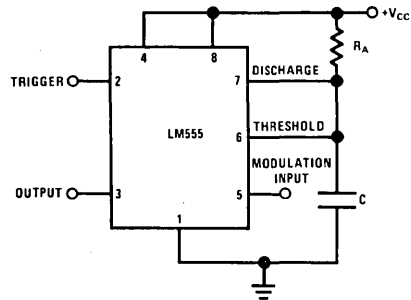 +VCC
RA
4
8
DISCHARGE
7
TRIGGER
2
THRESHOLD
6
LM555
MODULATION
INPUT
OUTPUT
3
5
C
1